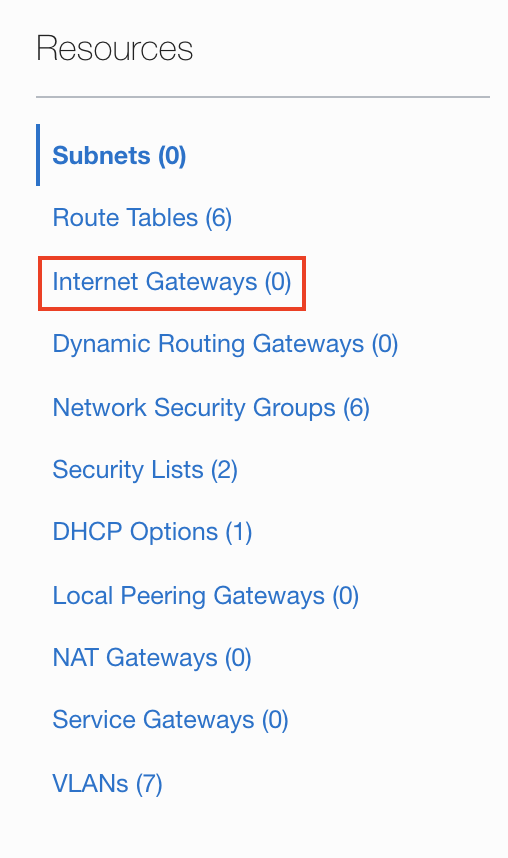 Resources
Subnets (0)
Route Tables (6)
Internet Gateways (0)
Dynamic Routing Gateways (0)
Network Security Groups (6)
Security Lists (2)
DHCP Options (1)
Local Peering Gateways (0)
NAT Gateways (0)
Service Gateways (0)
VLANs (7)